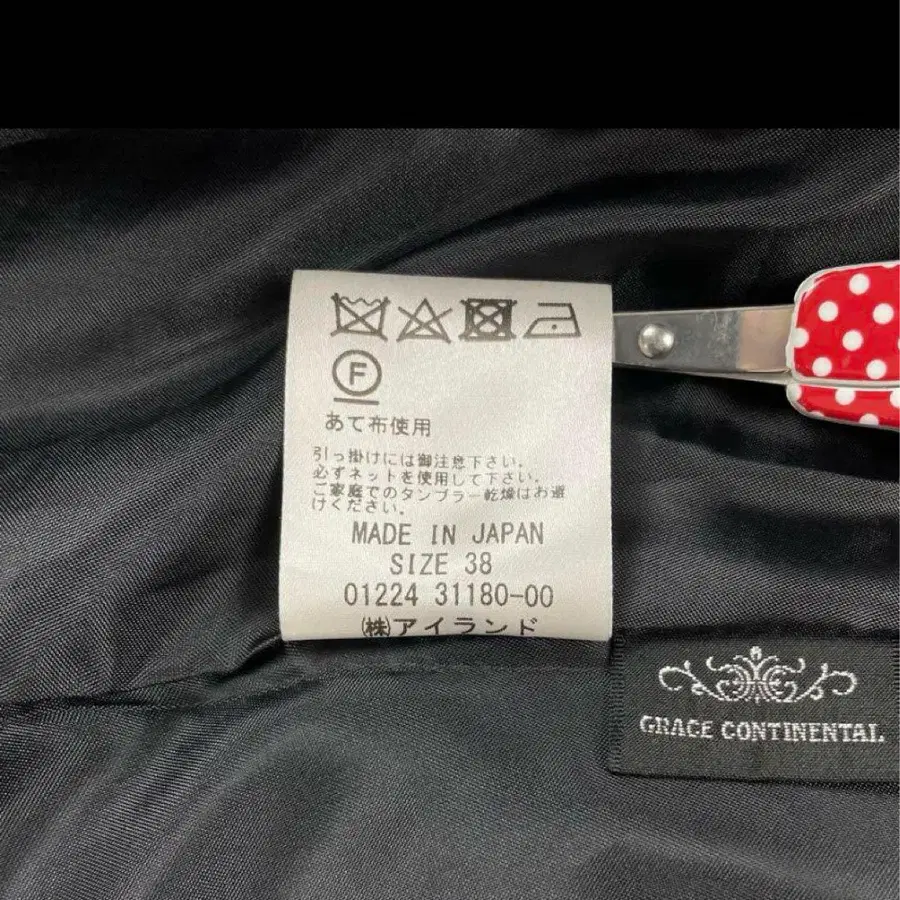 F
あて布使用
引っ掛けには御注意下さい。
必ずネットを使用して下さい。
ご家庭でのタンブラー乾燥はお避
けください。
MADE IN JAPAN
SIZE 38
01224 31180-00
(株)アイランド
GRACE CONTINENTAL